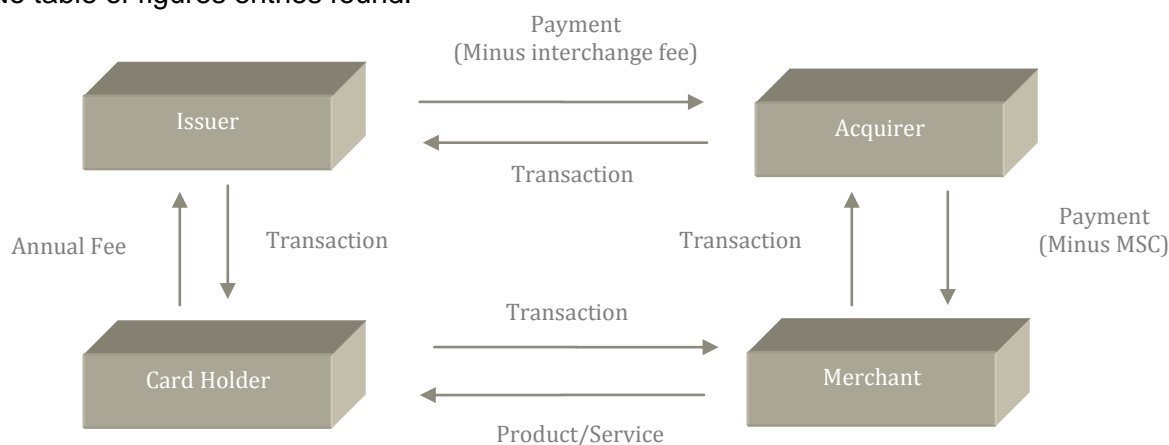 No table of figures entries found.
Payment
(Minus interchange fee)
Issuer
Acquirer
Transaction
Annual Fee
Transaction
Transaction
Payment
(Minus MSC)
Transaction
Card Holder
Merchant
Product/Service